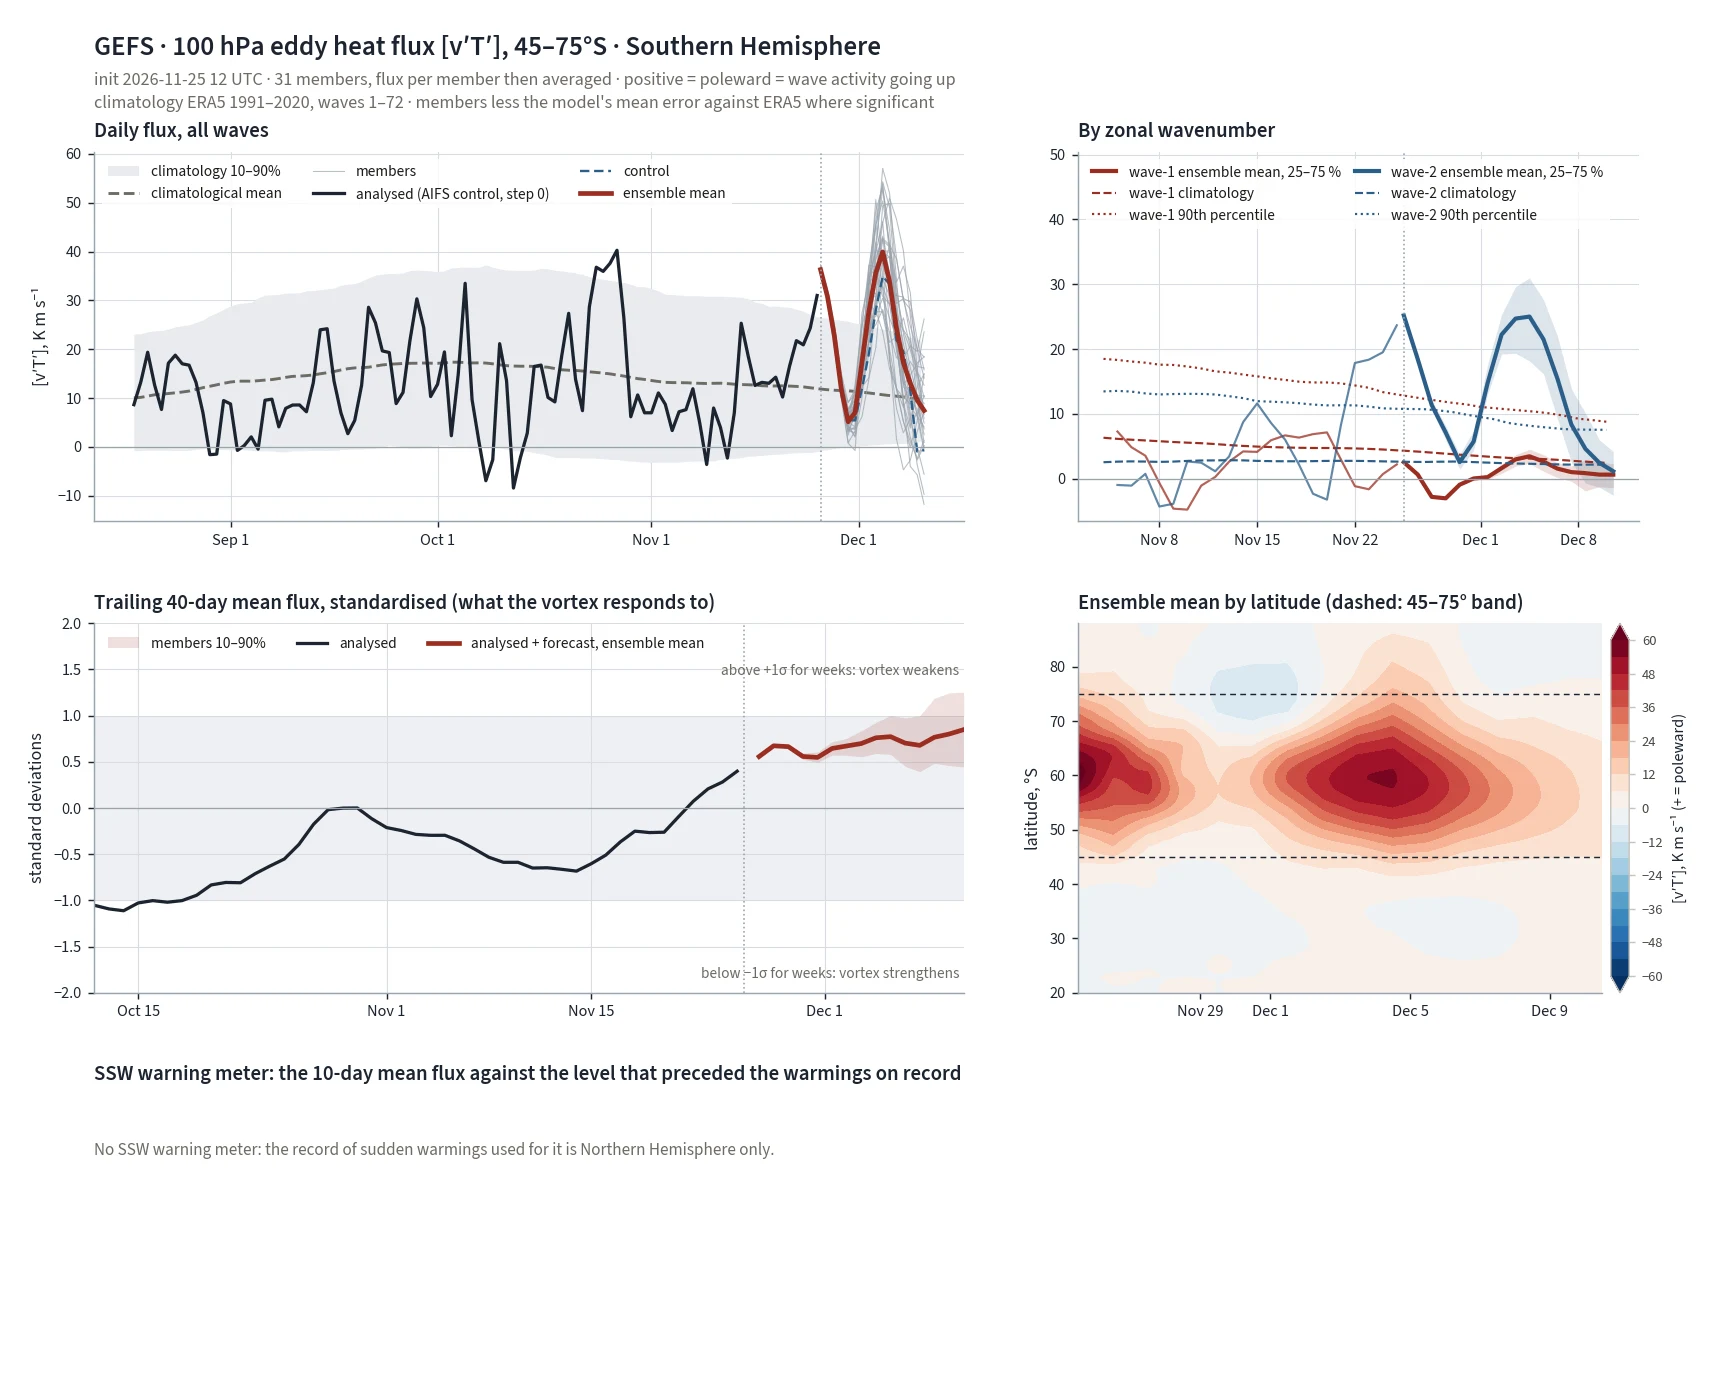 GEFS · 100 hPa eddy heat flux [v′T′], 45–75°S · Southern Hemisphere
init 2026-11-25 12 UTC · 31 members, flux per member then averaged · positive = poleward = wave activity going up
climatology ERA5 1991–2020, waves 1–72 · members less the model's mean error against ERA5 where significant
Daily flux, all waves
climatology 10–90%
members
control
climatological mean
analysed (AIFS control, step 0)
ensemble mean
60
50
40
30
20
10
0
−10
[v′T′], K m s⁻¹
Sep 1
Oct 1
Nov 1
Dec 1
By zonal wavenumber
wave-1 ensemble mean, 25–75 %
wave-2 ensemble mean, 25–75 %
wave-1 climatology
wave-2 climatology
wave-1 90th percentile
wave-2 90th percentile
50
40
30
20
10
0
Nov 8
Nov 15
Nov 22
Dec 1
Dec 8
Trailing 40-day mean flux, standardised (what the vortex responds to)
members 10–90%
analysed
analysed + forecast, ensemble mean
above +1σ for weeks: vortex weakens
below −1σ for weeks: vortex strengthens
2.0
1.5
1.0
0.5
0.0
−0.5
−1.0
−1.5
−2.0
standard deviations
Oct 15
Nov 1
Nov 15
Dec 1
Ensemble mean by latitude (dashed: 45–75° band)
80
70
60
50
40
30
20
latitude, °S
Nov 29
Dec 1
Dec 5
Dec 9
60
48
36
24
12
0
−12
−24
−36
−48
−60
[v′T′], K m s⁻¹ (+ = poleward)
SSW warning meter: the 10-day mean flux against the level that preceded the warmings on record
No SSW warning meter: the record of sudden warmings used for it is Northern Hemisphere only.